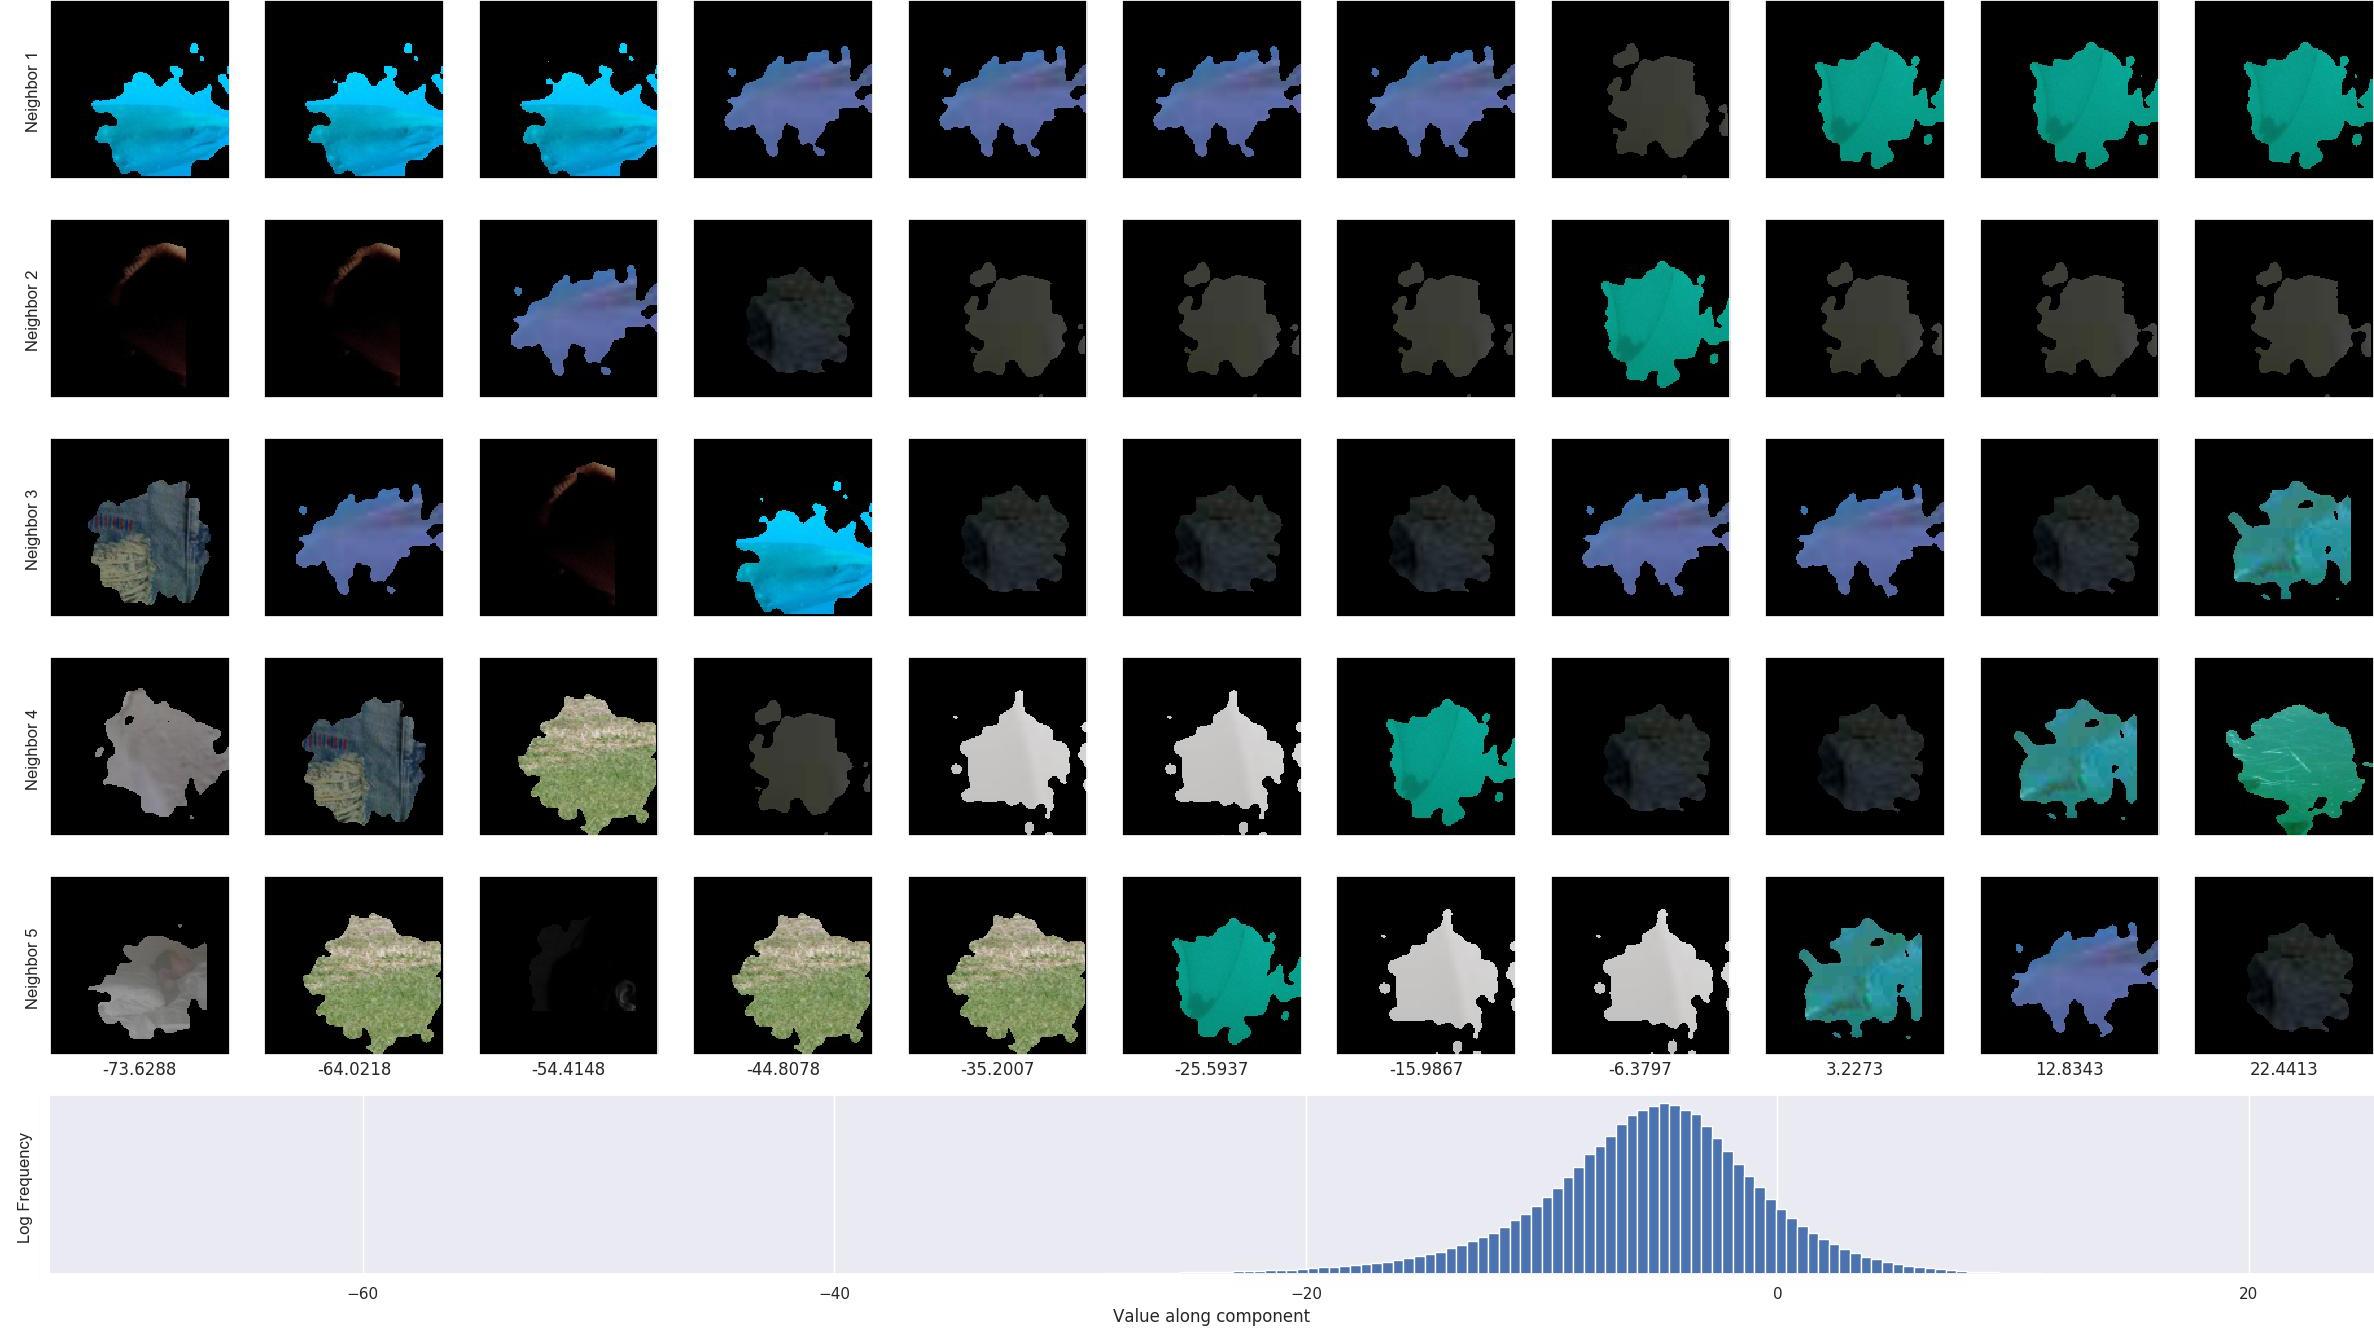 Neighbor 1
Neighbor 2
Neighbor 3
Neighbor 4
Neighbor 5
-73.6288 -64.0218 -54.4148 -44.8078 -35.2007 -25.5937 -15.9867 -6.3797 3.2273 12.8343 22.4413
Log Frequency
−60 −40 −20 0 20
Value along component